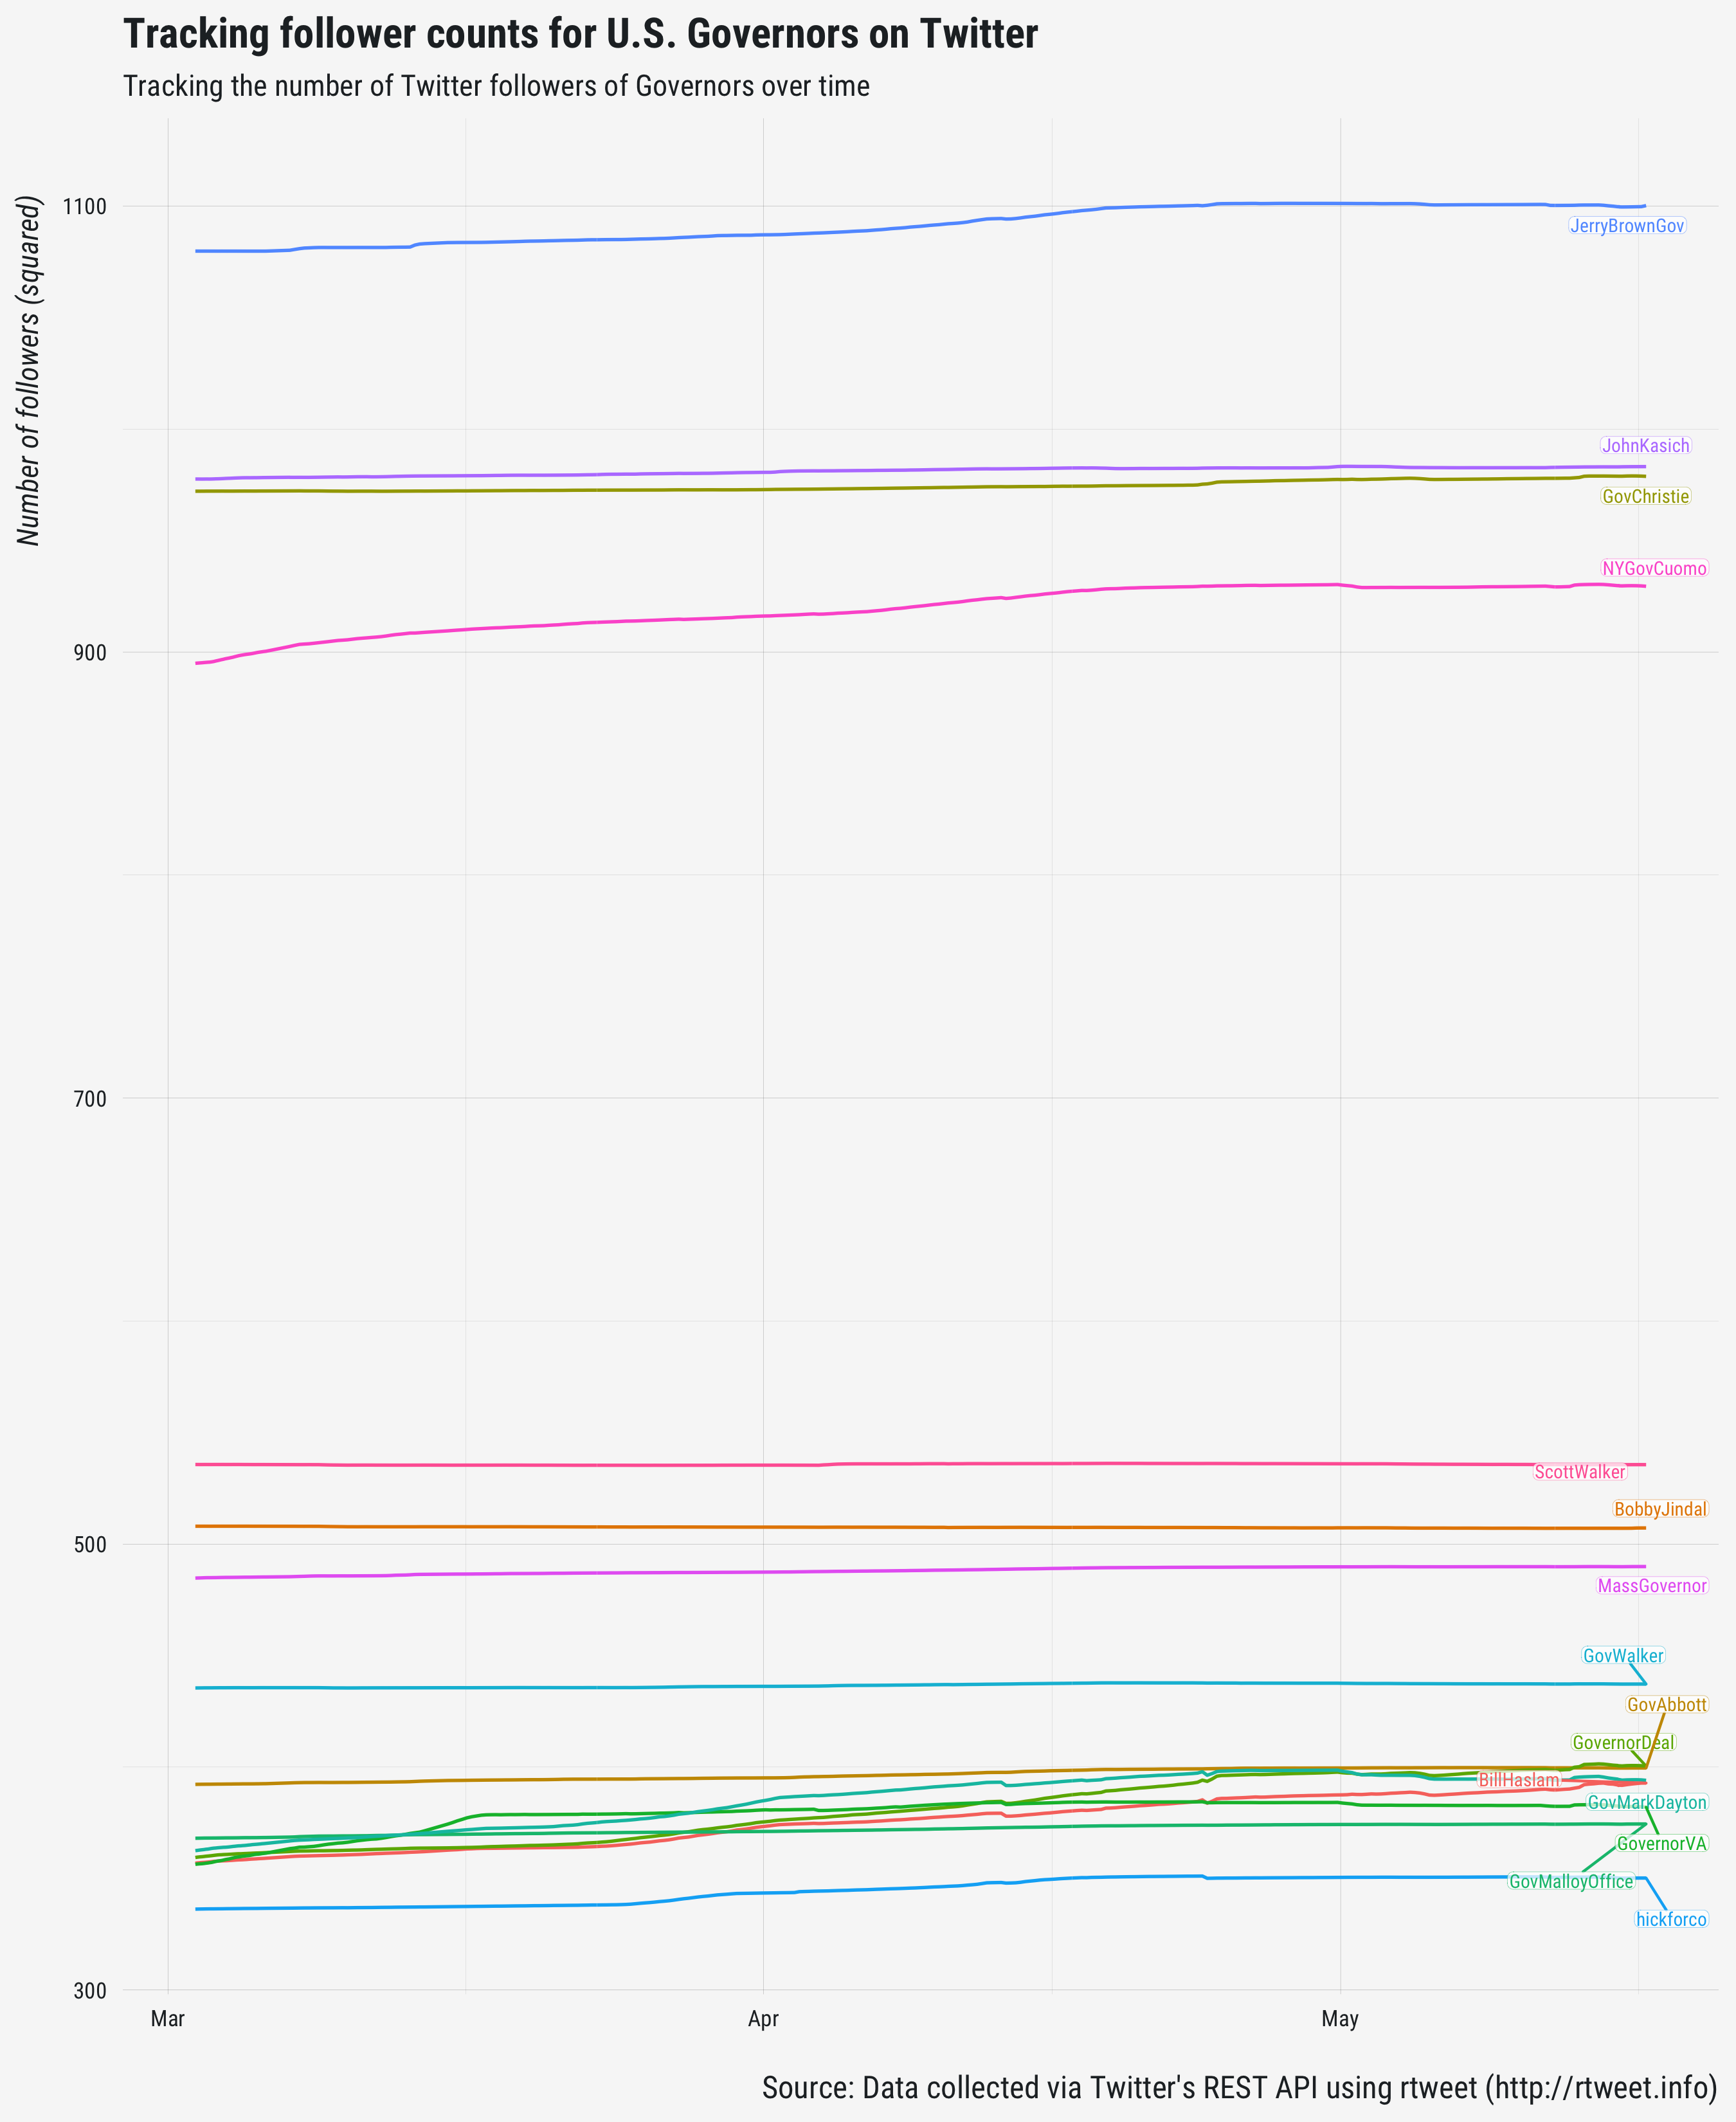 Tracking follower counts for U.S. Governors on Twitter
Tracking the number of Twitter followers of Governors over time
Number of followers (squared)
1100
JerryBrownGov
JohnKasich
GovChristie
NYGovCuomo
900
700
ScottWalker
BobbyJindal
500
MassGovernor
GovWalker
GovAbbott
GovernorDeal
BillHaslam
GovMarkDayton
GovernorVA
GovMalloyOffice
hickforco
300
Mar Apr May
Source: Data collected via Twitter's REST API using rtweet (http://rtweet.info)